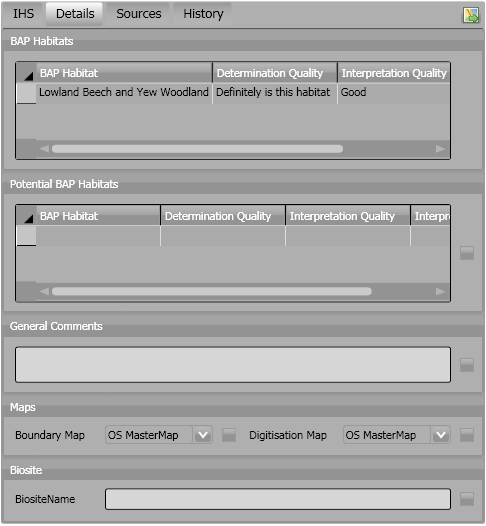 IHS Details Sources History
BAP Habitats
BAP Habitat Determination Quality Interpretation Quality
Lowland Beech and Yew Woodland Definitely is this habitat Good
Potential BAP Habitats
BAP Habitat Determination Quality Interpretation Quality Interpr
General Comments
Maps
Boundary Map OS MasterMap Digitisation Map OS MasterMap
Biosite
BiositeName